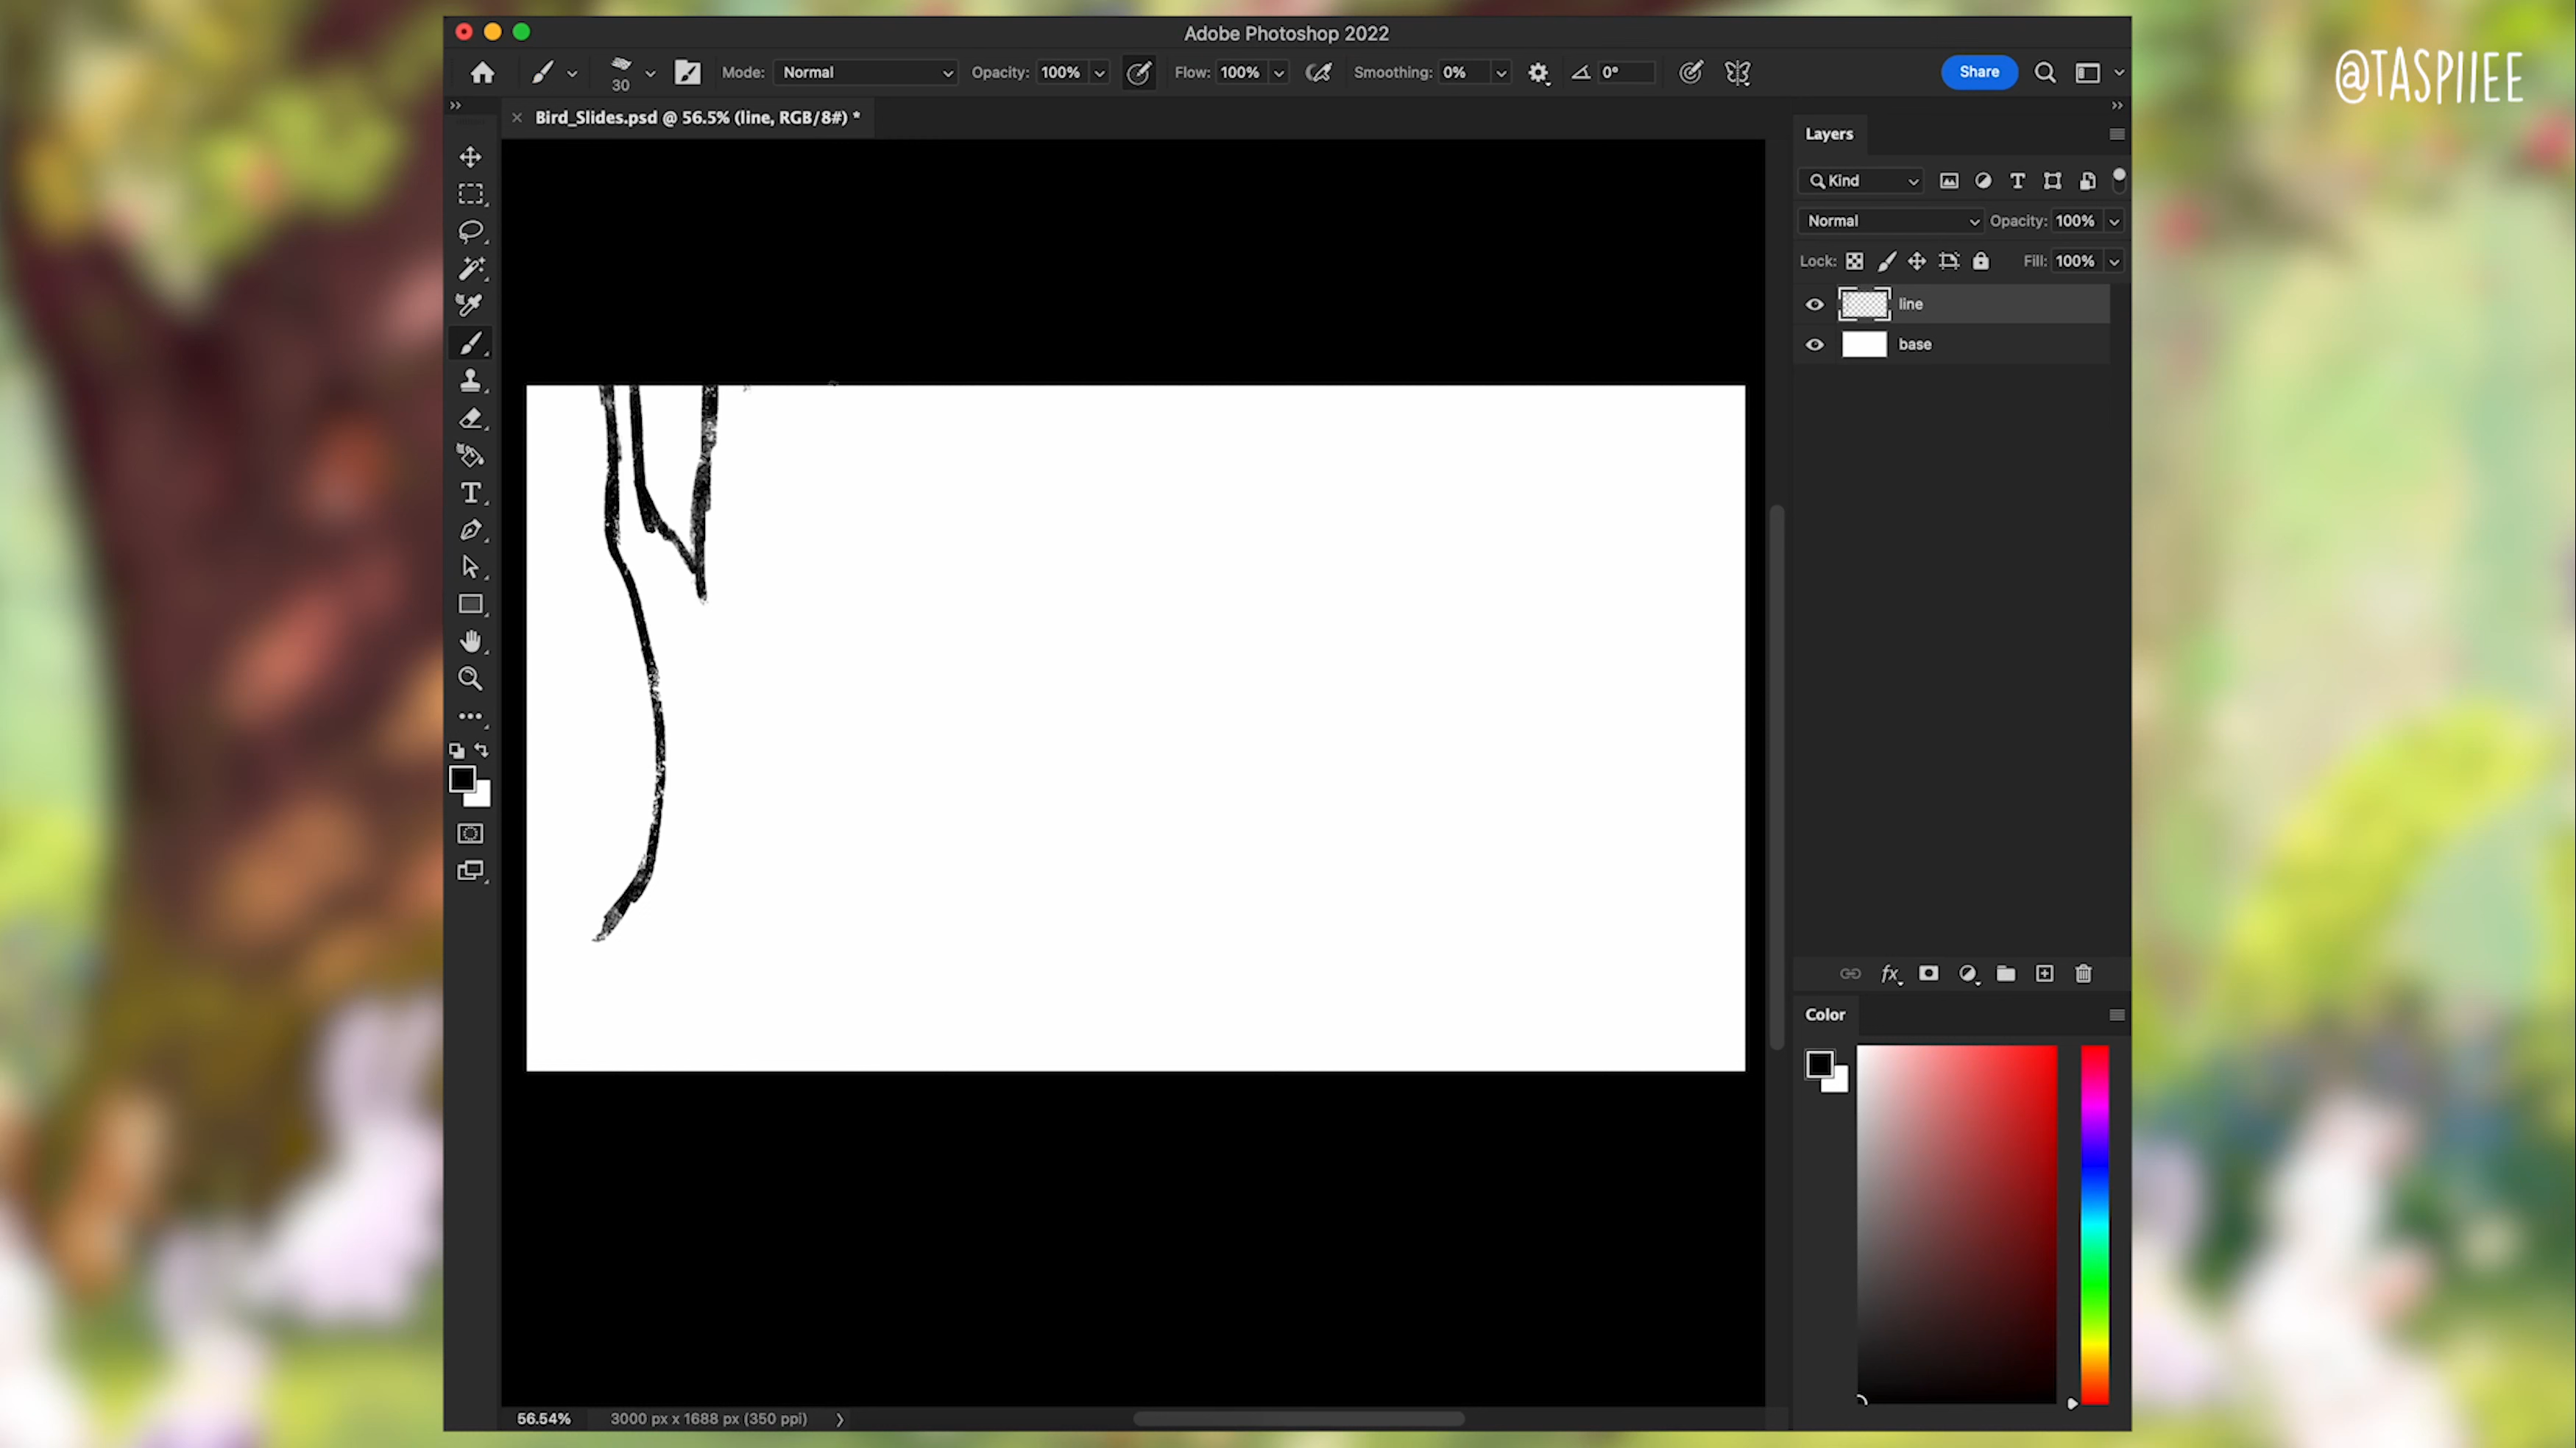 Adobe Photoshop 2022
@TASPIIEE
30
Mode: Normal Opacity: 100% Flow: 100% Smoothing: 0% 0° Share
Bird_Slides.psd @ 56.5% (line, RGB/8#) *
Layers
Kind
Normal Opacity: 100%
Lock: Fill: 100%
line
base
fx
Color
56.54% 3000 px x 1688 px (350 ppi)